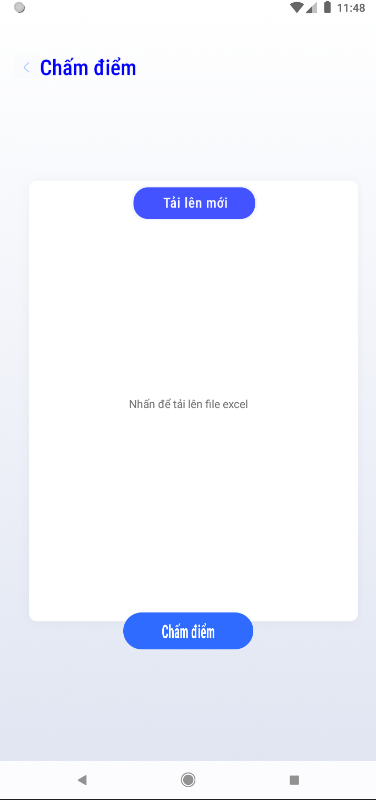 11:48
Chấm điểm
Tải lên mới
Nhấn để tải lên file excel
Chấm điểm